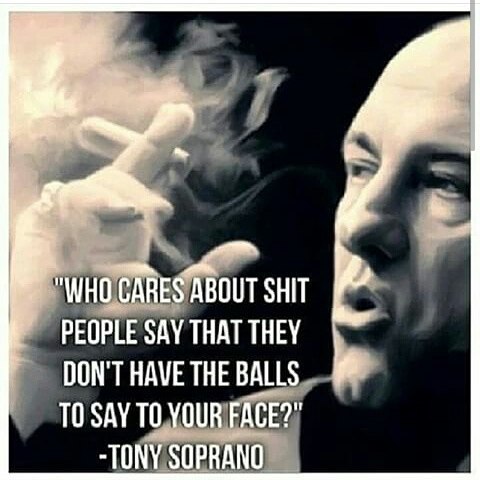 "WHO CARES ABOUT SHIT
PEOPLE SAY THAT THEY
DON'T HAVE THE BALLS
TO SAY TO YOUR FACE?"
-TONY SOPRANO